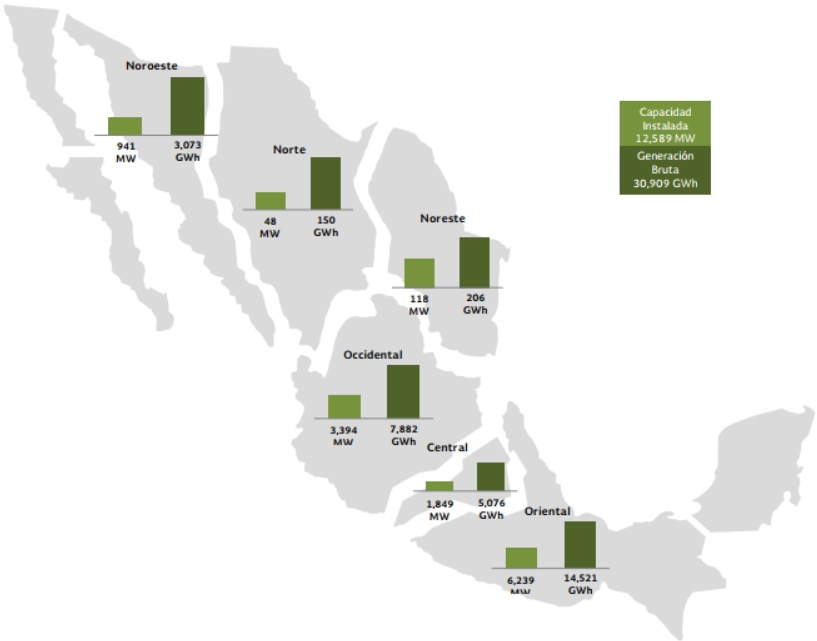 Noroeste
941
MW
3,073
GWh
Norte
48
MW
150
GWh
Capacidad
Instalada
12,589 MW
Generación
Bruta
30,909 GWh
Noreste
118
MW
206
GWh
Occidental
3,394
MW
7,882
GWh
Central
1,849
MW
5,076
GWh
Oriental
6,239
MW
14,521
GWh